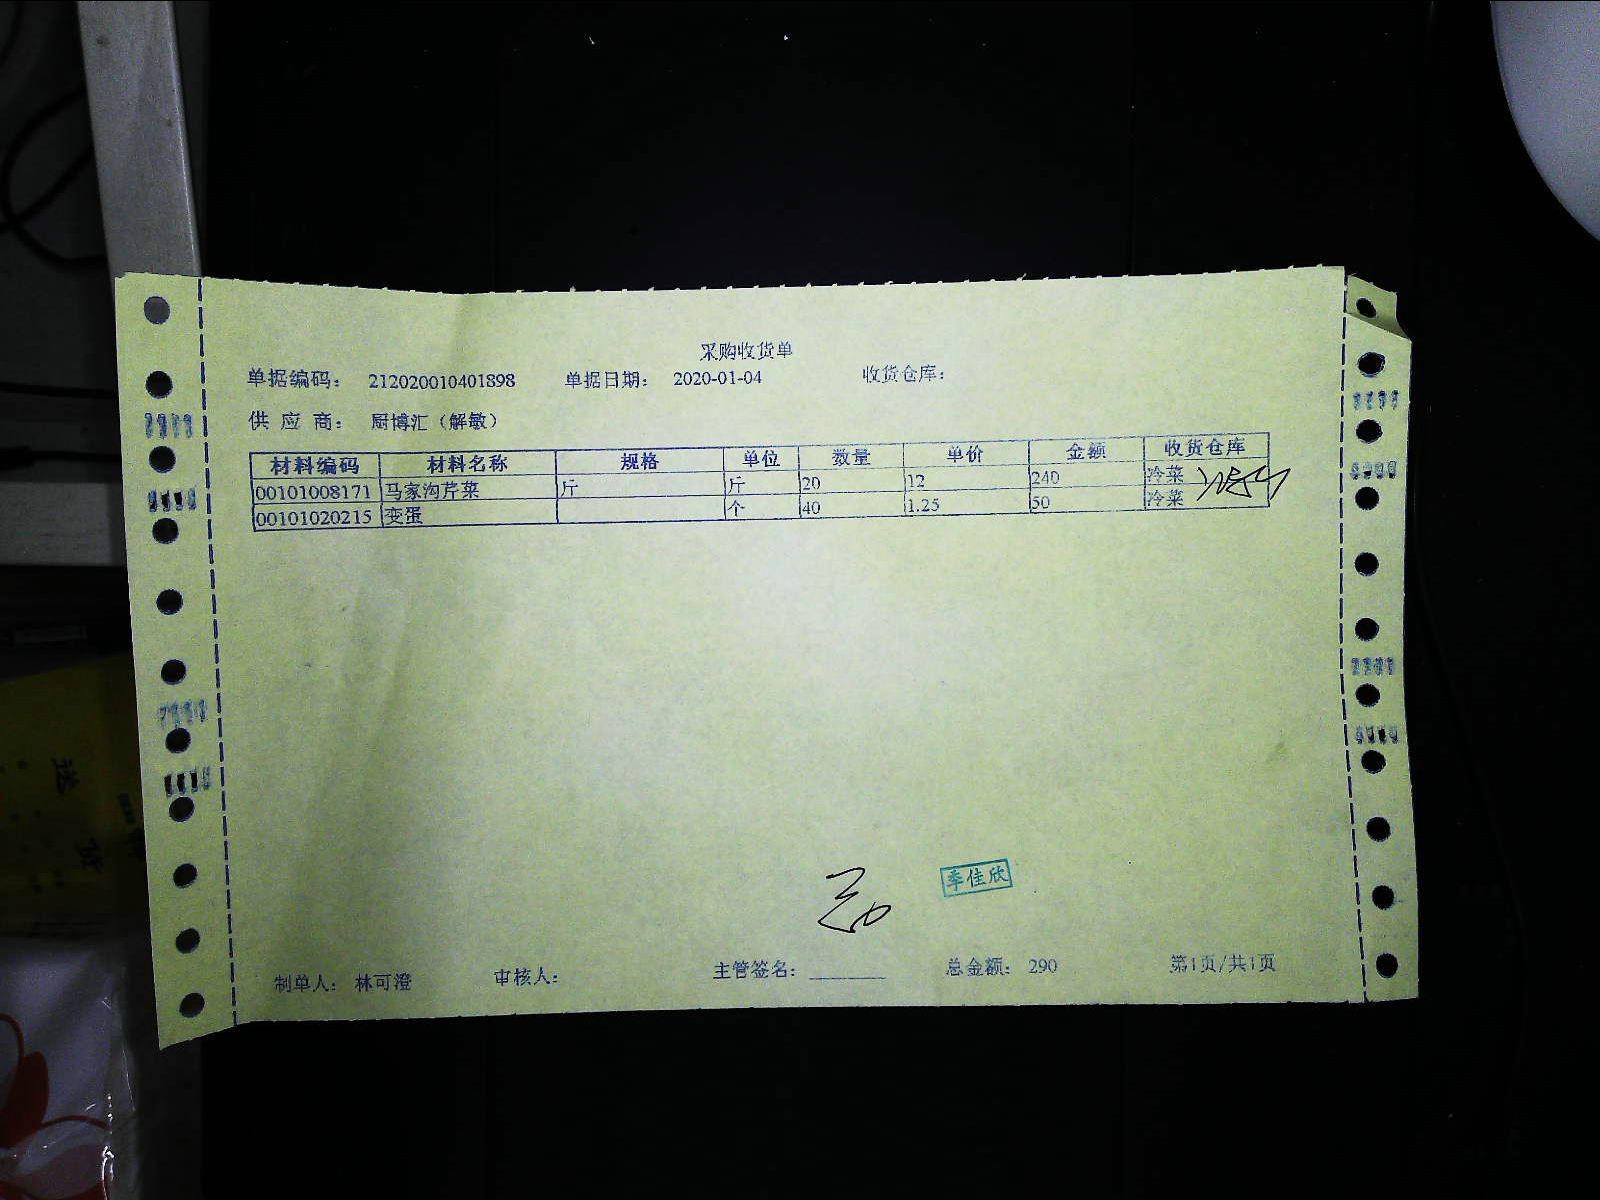 采购收货单
单据编码： 212020010401898 单据日期： 2020-01-04 收货仓库：
供 应 商： 厨博汇（解敏）
材料编码 材料名称 规格 单位 数量 单价 金额 收货仓库
00101008171 马家沟芹菜 斤 斤 20 12 240 冷菜
00101020215 变蛋 个 40 1.25 50 冷菜
季佳欣
制单人： 林可澄 审核人： 主管签名： 总金额： 290 第1页/共1页